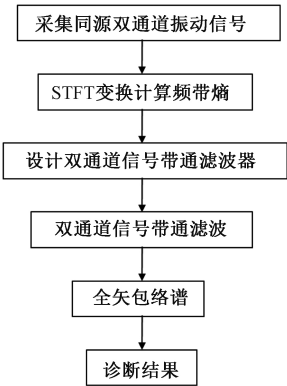 采集同源双通道振动信号
STFT变换计算频带熵
设计双通道信号带通滤波器
双通道信号带通滤波
全矢包络谱
诊断结果